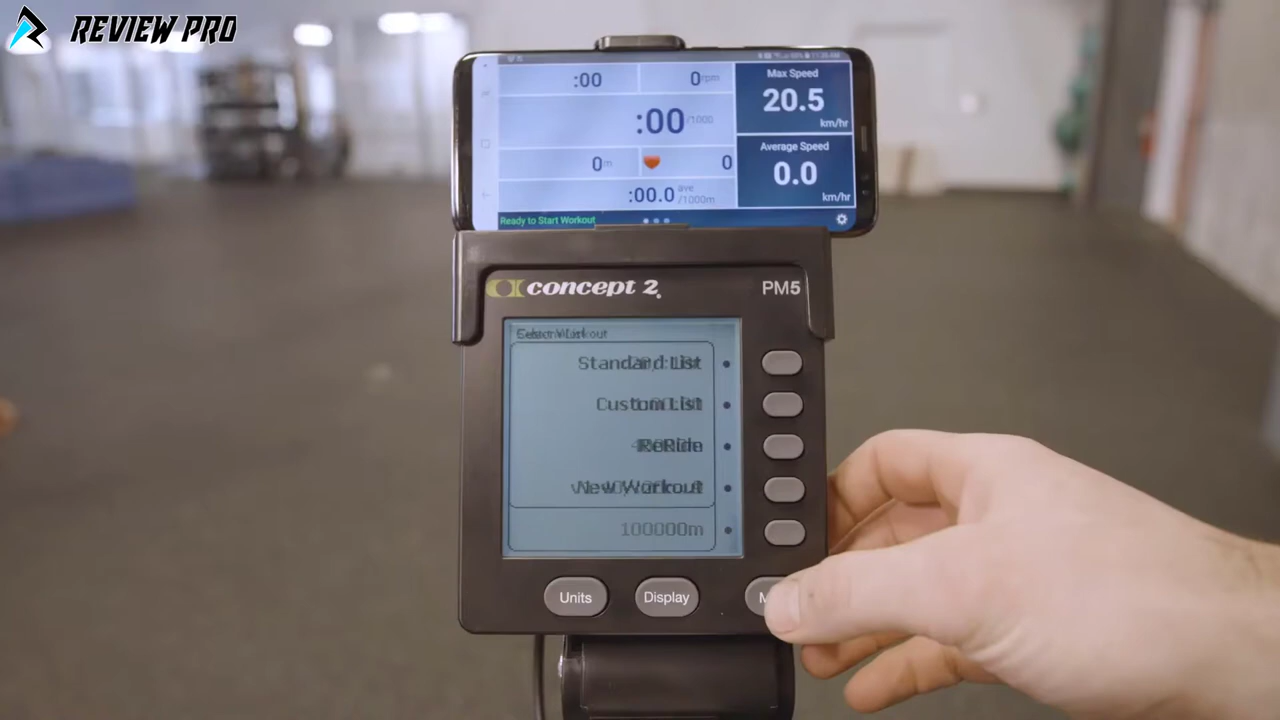 REVIEW PRO
:00
0rpm
Max Speed
20.5
km/hr
:00/1000
Average Speed
0.0
km/hr
0m
0
:00.0 ave
/1000m
Ready to Start Workout
concept 2.
PM5
Standard List
Custom List
New Workout
100000m
Units
Display
M